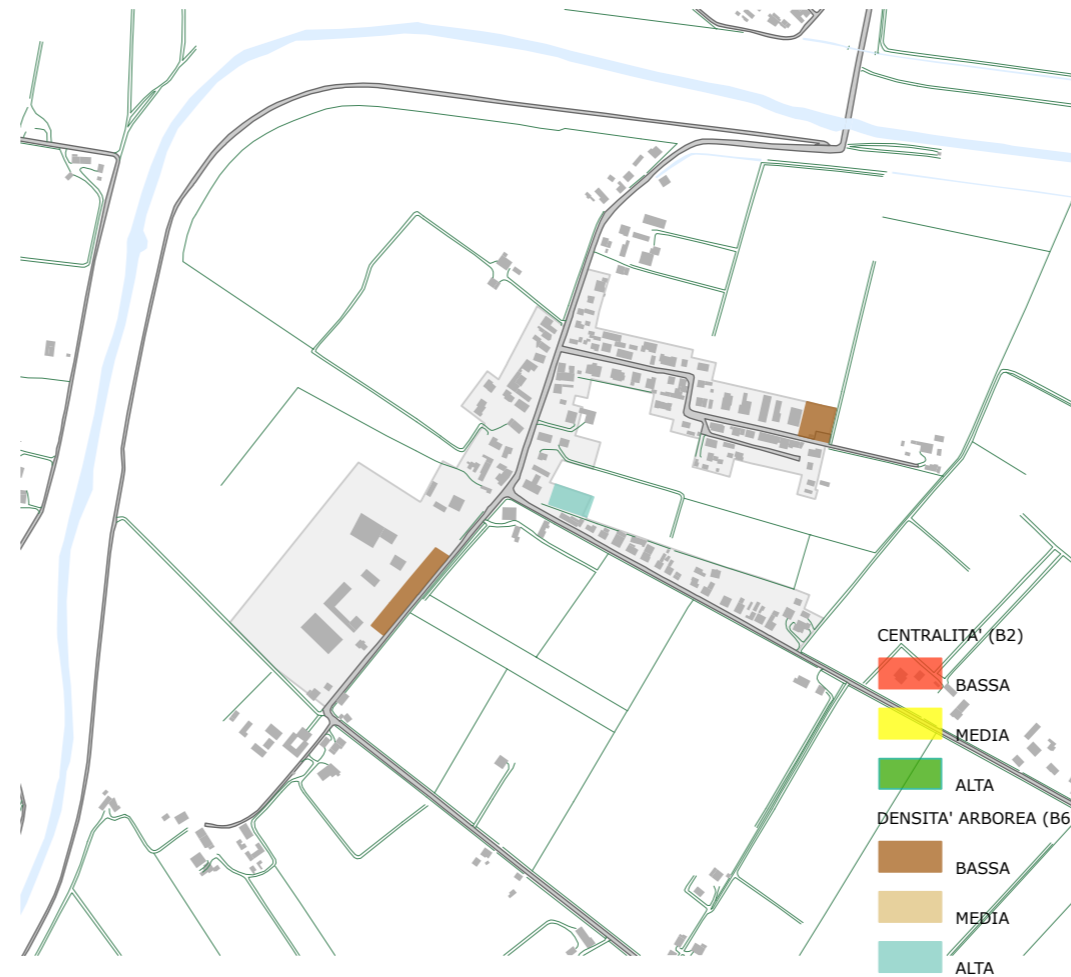 CENTRALITA' (B2)
BASSA
MEDIA
ALTA
DENSITA' ARBOREA (B6
BASSA
MEDIA
ALTA